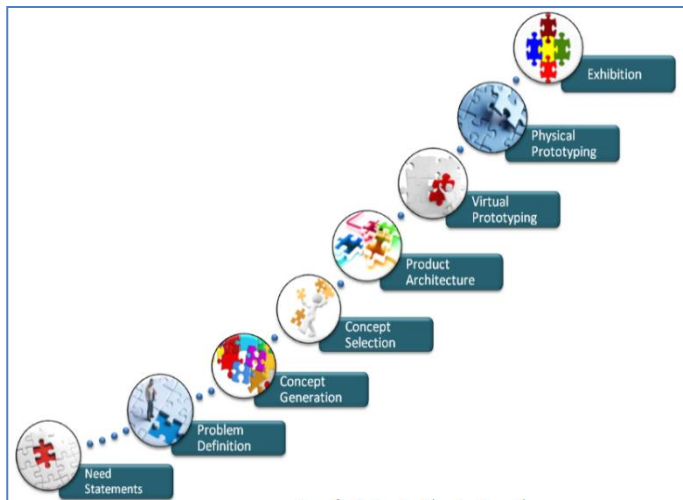 Exhibition
Physical
Prototyping
Virtual
Prototyping
Product
Architecture
Concept
Selection
Concept
Generation
Problem
Definition
Need
Statements